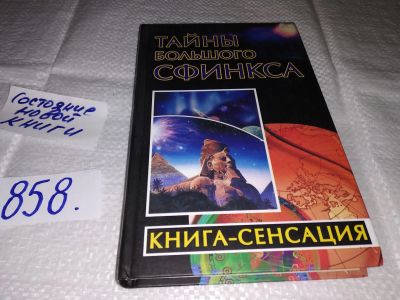 ТАЙНЫ
БОЛЬШОГО
СФИНКСА
КНИГА-СЕНСАЦИЯ
Состояние
новой
книги
858.